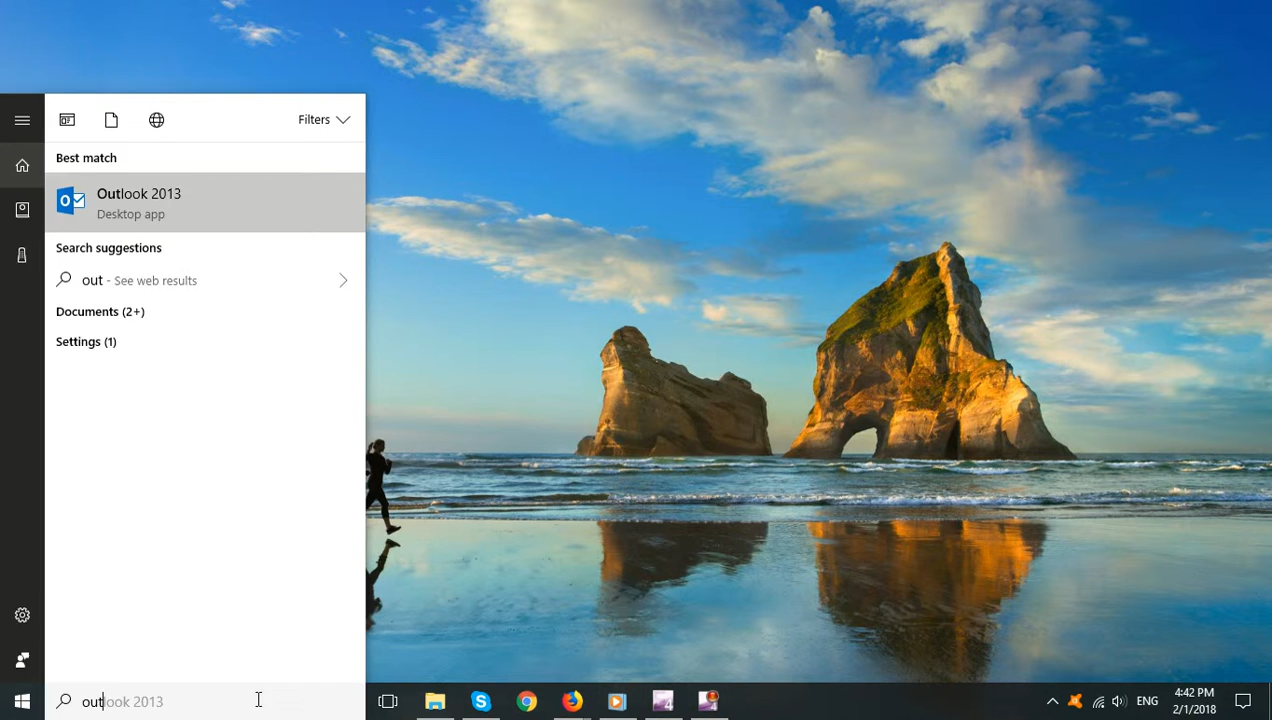 Filters
Best match
Outlook 2013
Desktop app
Search suggestions
out - See web results
Documents (2+)
Settings (1)
outlook 2013
ENG
4:42 PM
2/1/2018